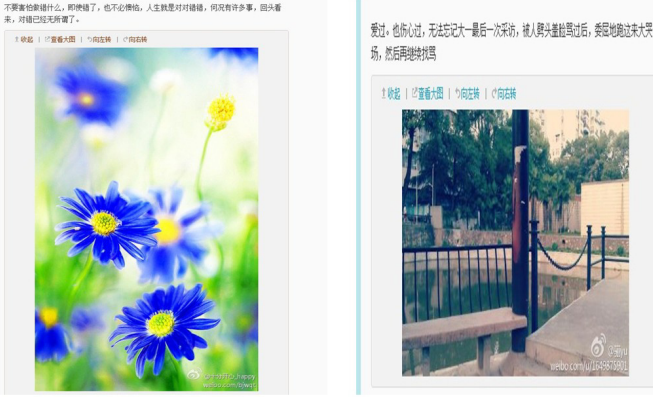 不要害怕做错什么，即使错了，也不必懊恼，人生就是对对错错，何况有许多事，回头看
来，对错已经无所谓了。
收起 | 查看大图 | 向左转 | 向右转
weibo.com/bjwat
爱过。也伤心过，无法忘记大一最后一次采访，被人劈头盖脸骂过后，委屈地跑这来大哭
场，然后再继续找骂
收起 | 查看大图 | 向左转 | 向右转
weibo.com/u/1649875901